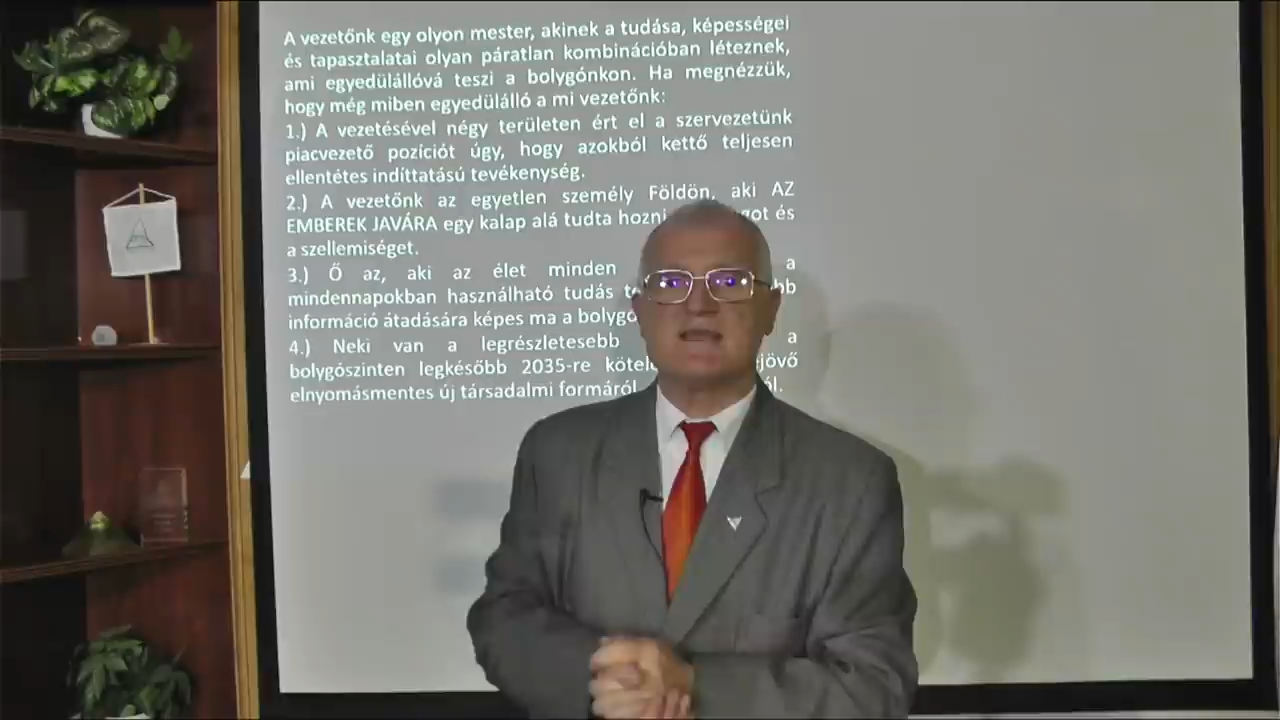 A vezetőnk egy olyon mester, akinek a tudása, képességei
és tapasztalatai olyan páratlan kombinációban léteznek,
ami egyedülállóvá teszi a bolygónkon. Ha megnézzük,
hogy még miben egyedülálló a mi vezetőnk:
1.) A vezetésével négy területen ért el a szervezetünk
piacvezető pozíciót úgy, hogy azokból kettő teljesen
ellentétes indíttatású tevékenység.
2.) A vezetőnk az egyetlen személy Földön, aki AZ
EMBEREK JAVÁRA egy kalap alá tudta hozni és
a szellemiséget.
3.) Ő az, aki az élet minden a
mindennapokban használható tudás
információ átadására képes ma a
4.) Neki van a legrészletesebb a
bolygószinten legkésőbb 2035-re
elnyomásmentes új társadalmi formáról